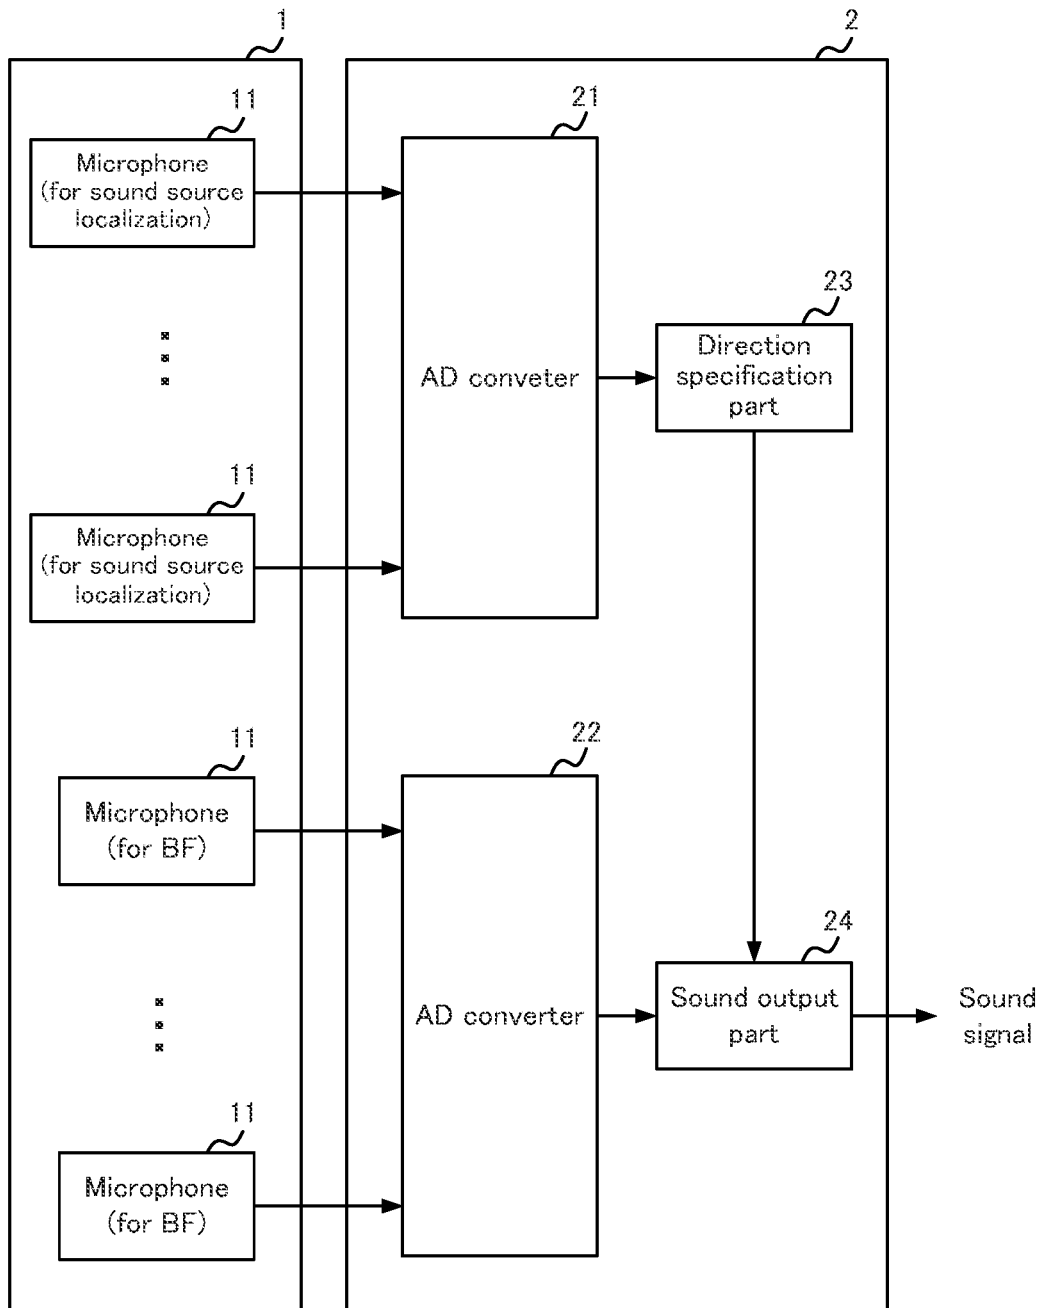 1
2
11
Microphone
(for sound source
localization)
21
AD conveter
23
Direction
specification
part
11
Microphone
(for sound source
localization)
11
Microphone
(for BF)
22
AD converter
24
Sound output
part
Sound
signal
11
Microphone
(for BF)